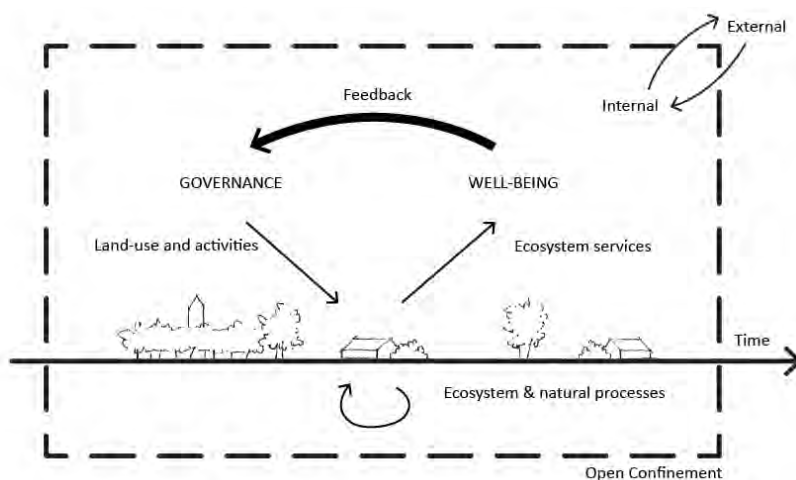 External
Internal
Feedback
GOVERNANCE
WELL-BEING
Land-use and activities
Ecosystem services
Time
Ecosystem & natural processes
Open Confinement